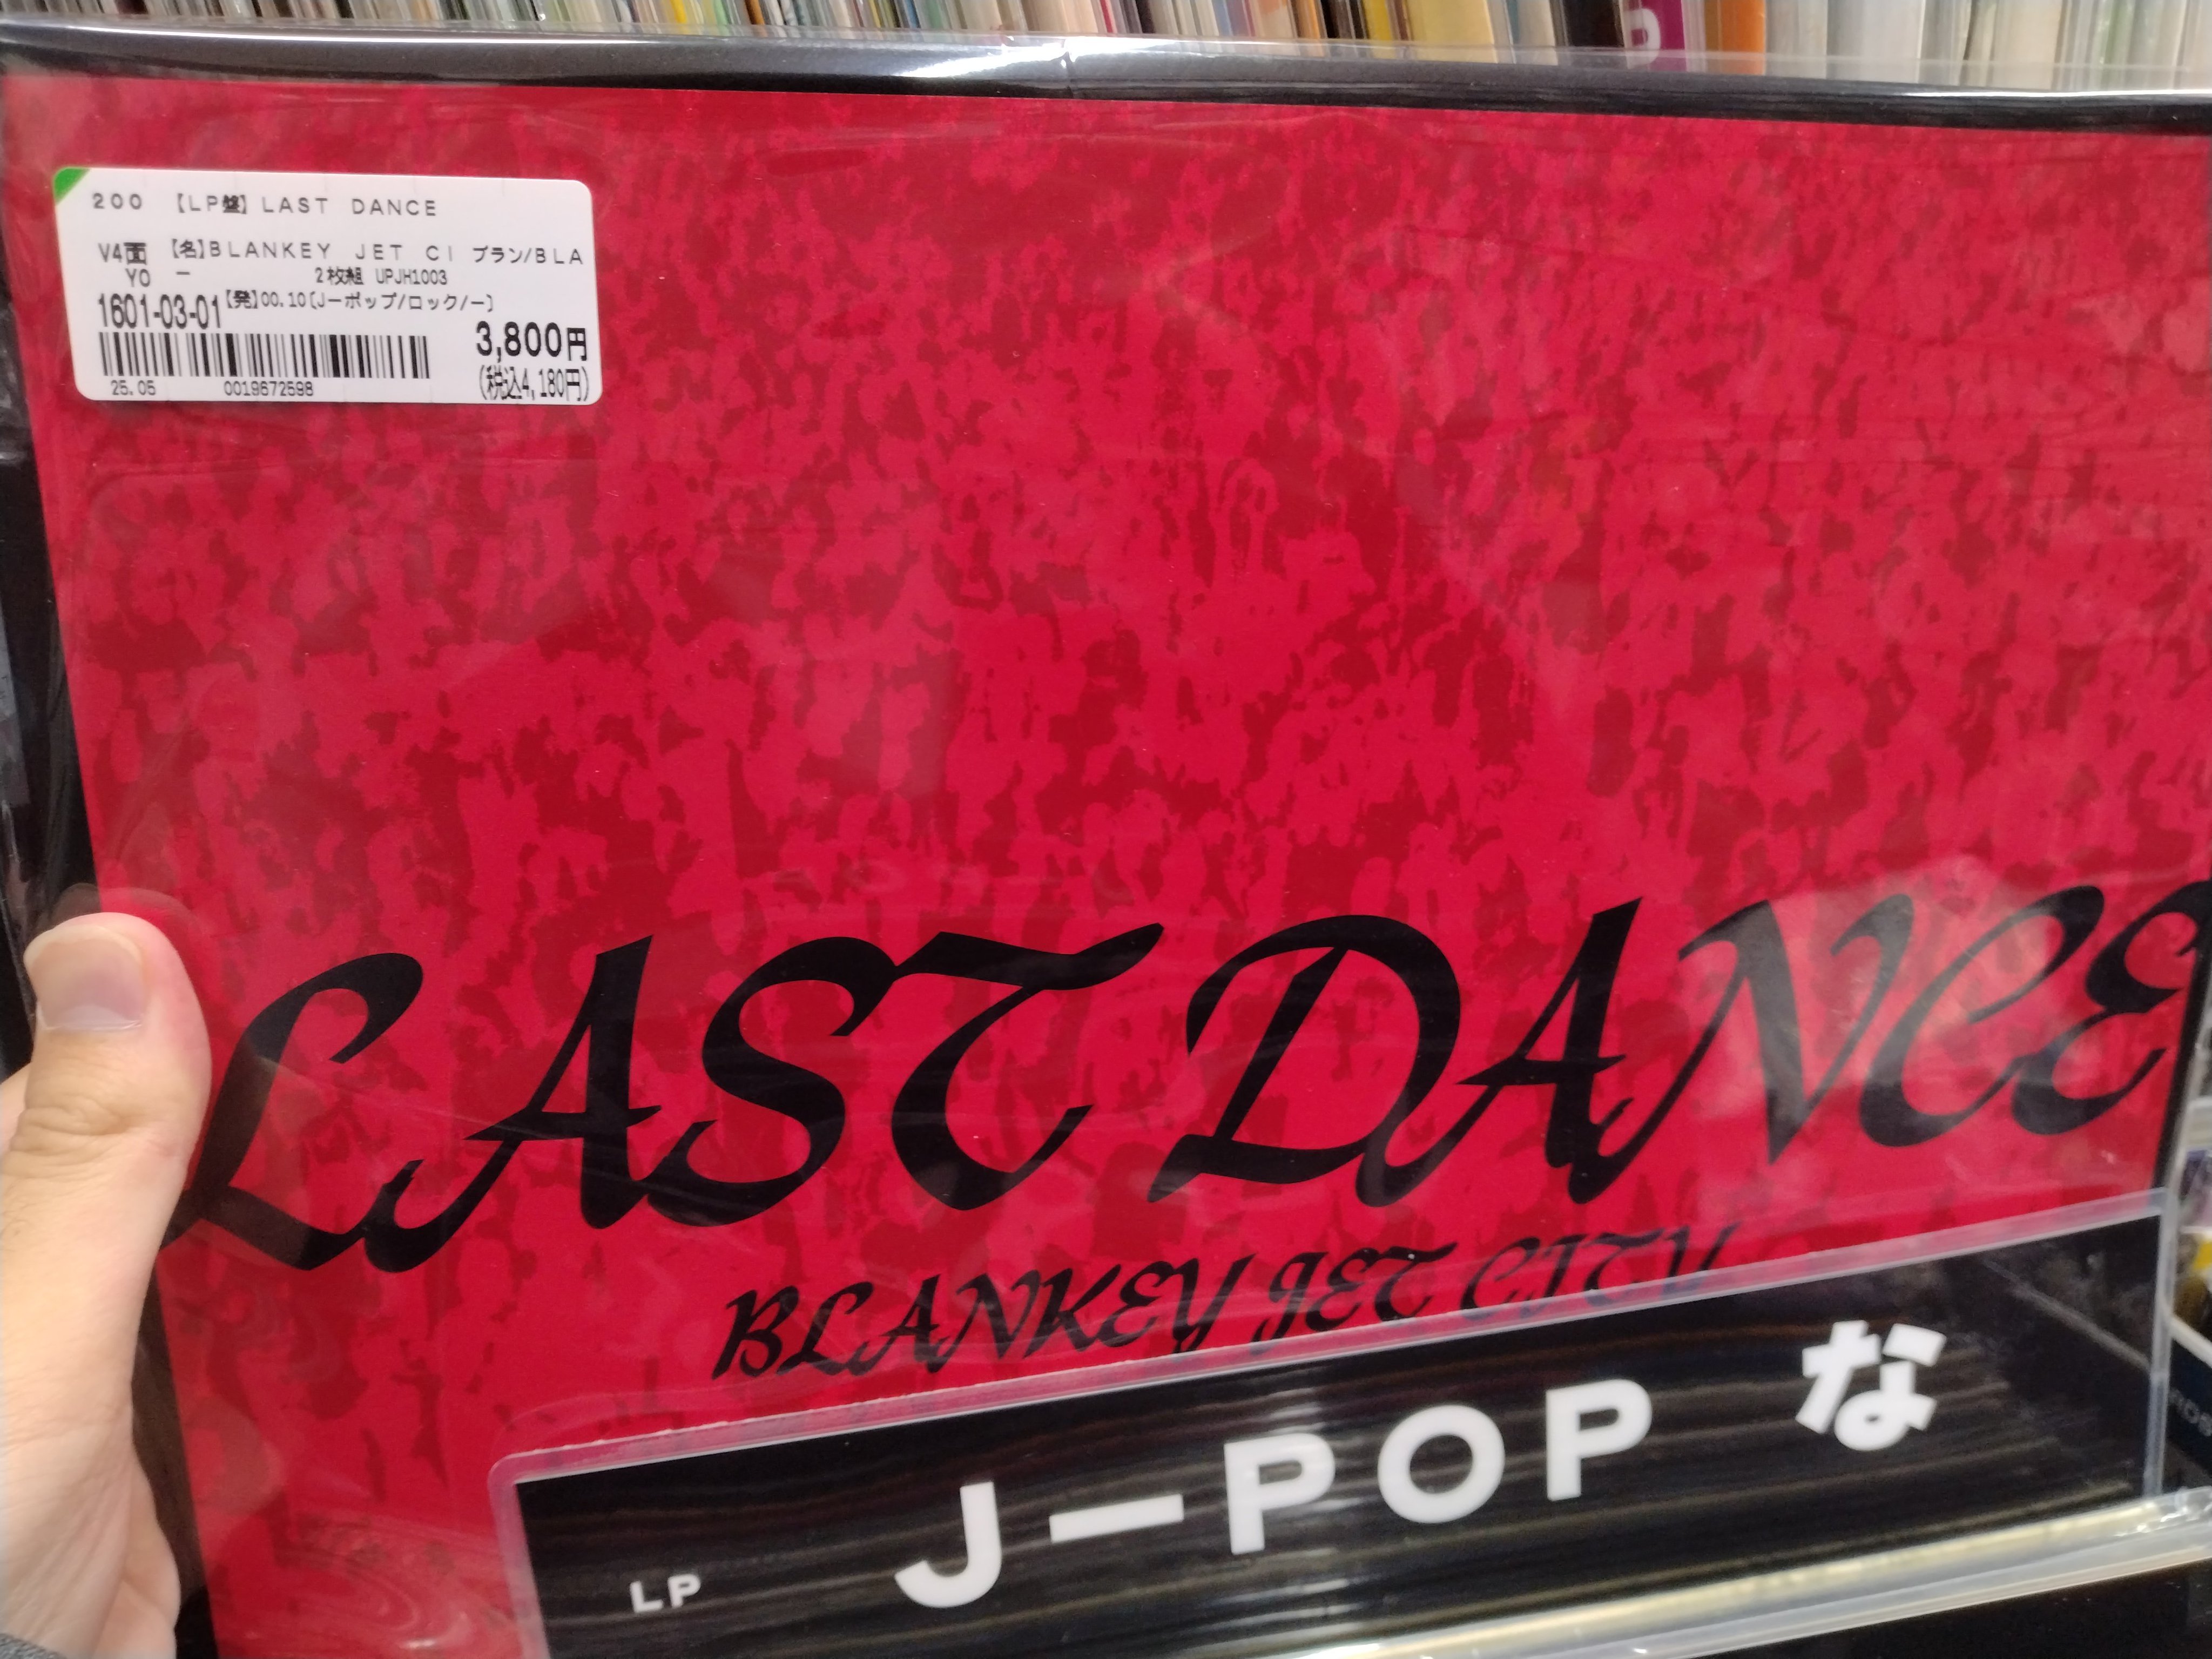 200 【LP盤】LAST DANCE
V4面 【名】BLANKEY JET CI ブラン/BLA
YO ー 2枚組 UPJH1003
1601-03-01 【発】00.10(J-ポップ/ロック/ー)
3,800円
(税込4,180円)
25.05 0019672598
LAST DANCE
BLANKEY JET CITY
LP J-POP な